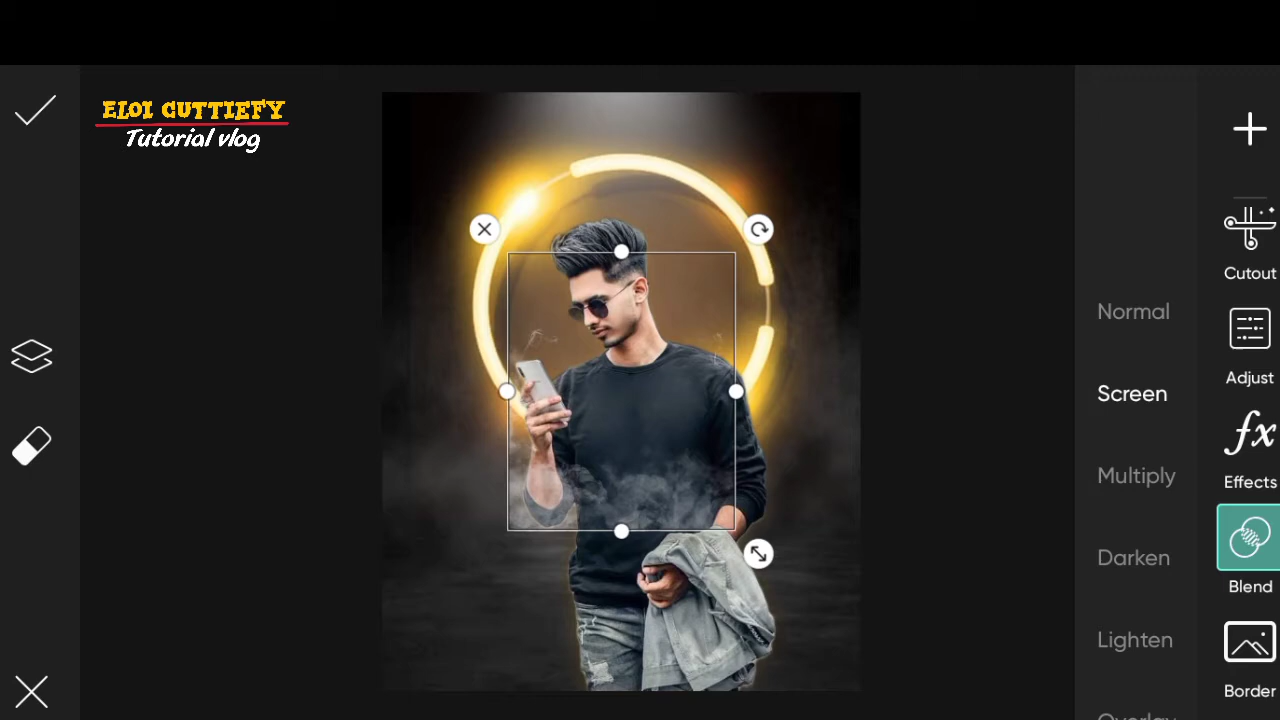 ELOI CUTTIEFY
Tutorial vlog
Normal
Screen
Multiply
Darken
Lighten
Cutout
Adjust
fx
Effects
Blend
Border